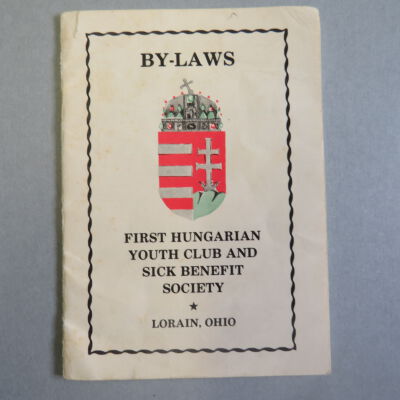 BY-LAWS
FIRST HUNGARIAN
YOUTH CLUB AND
SICK BENEFIT
SOCIETY
★
LORAIN, OHIO